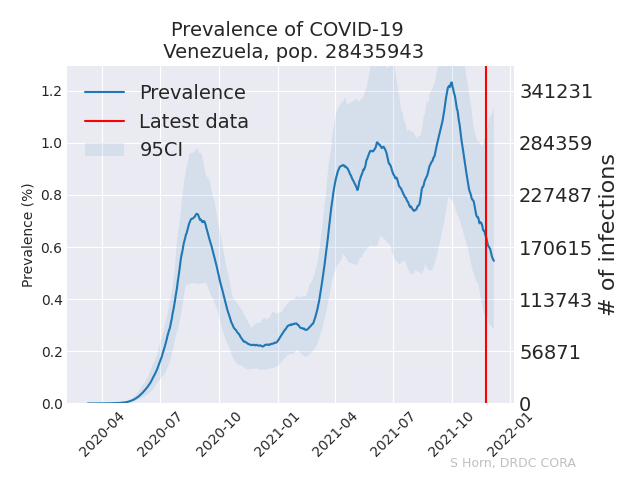 Prevalence of COVID-19
Venezuela, pop. 28435943
Prevalence
Latest data
95CI
Prevalence (%)
1.2
1.0
0.8
0.6
0.4
0.2
0.0
341231
284359
227487
170615
113743
56871
0
# of infections
2020-04
2020-07
2020-10
2021-01
2021-04
2021-07
2021-10
2022-01
S Horn, DRDC CORA